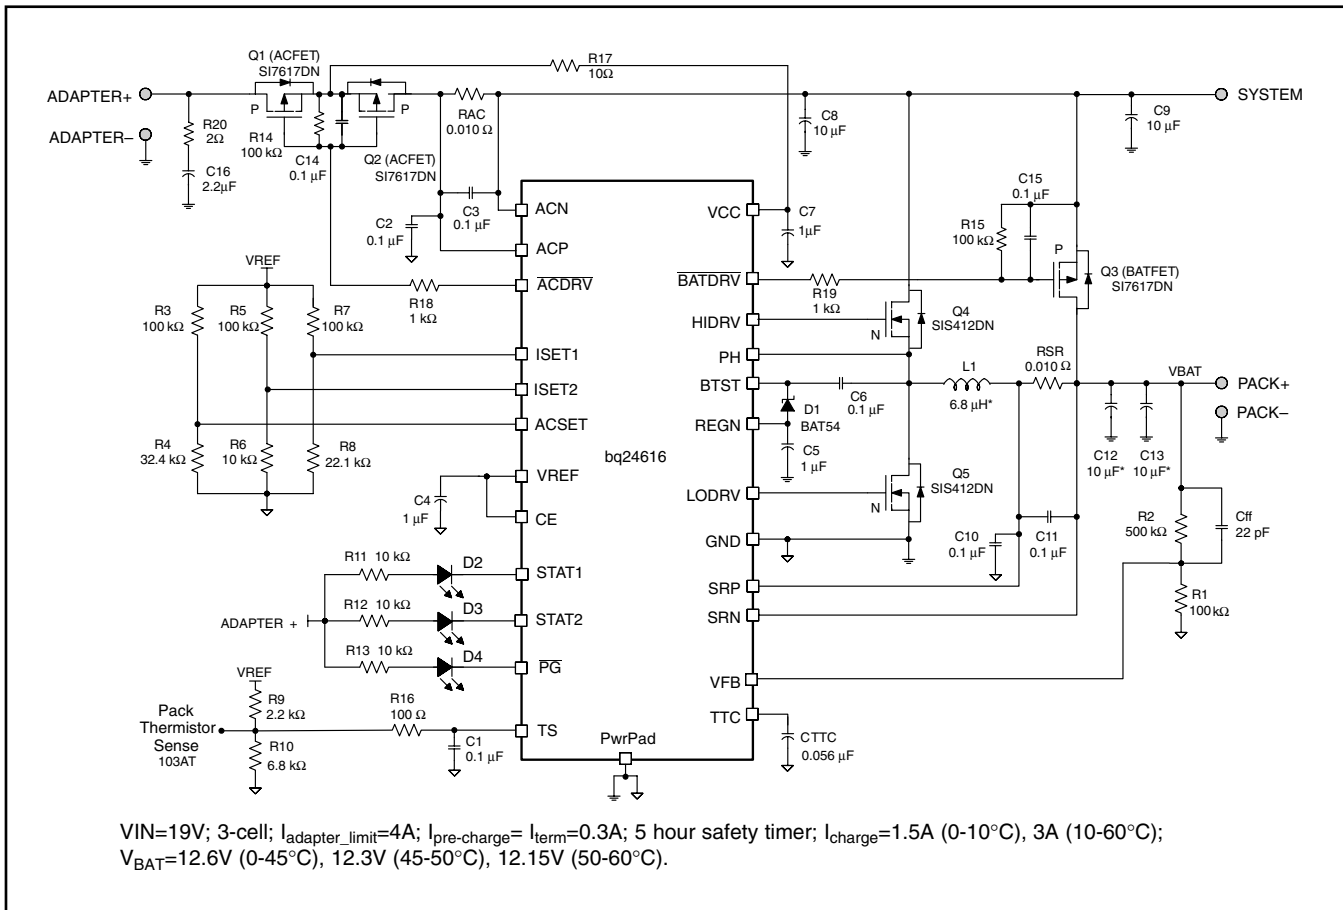 Q1 (ACFET)
SI7617DN
R17
10Ω
ADAPTER+
P
P
RAC
0.010 Ω
C8
10 µF
C9
10 µF
SYSTEM
ADAPTER–
R20
2Ω
R14
100 kΩ
C14
0.1 µF
Q2 (ACFET)
SI7617DN
C16
2.2µF
C2
0.1 µF
C3
0.1 µF
ACN
ACP
ACDRV
VCC
C7
1µF
C15
0.1 µF
R15
100 kΩ
P
Q3 (BATFET)
SI7617DN
VREF
R18
1 kΩ
BATDRV
R19
1 kΩ
R3
100 kΩ
R5
100 kΩ
R7
100 kΩ
HIDRV
Q4
SIS412DN
N
ISET1
PH
ISET2
BTST
C6
0.1 µF
L1
6.8 µH*
RSR
0.010 Ω
VBAT
PACK+
PACK–
ACSET
REGN
D1
BAT54
R4
32.4 kΩ
R6
10 kΩ
R8
22.1 kΩ
bq24616
C5
1 µF
C12
10 µF*
C13
10 µF*
VREF
C4
1 µF
CE
LODRV
Q5
SIS412DN
N
R2
500 kΩ
Cff
22 pF
GND
C10
0.1 µF
C11
0.1 µF
R11 10 kΩ
D2
STAT1
SRP
R1
100kΩ
R12 10 kΩ
D3
STAT2
SRN
ADAPTER +
R13 10 kΩ
D4
PG
VFB
VREF
R9
2.2 kΩ
R16
100 Ω
TTC
Pack
Thermistor
Sense
103AT
R10
6.8 kΩ
C1
0.1 µF
TS
PwrPad
CTTC
0.056 µF
VIN=19V; 3-cell; Iadapter_limit=4A; Ipre-charge= Iterm=0.3A; 5 hour safety timer; Icharge=1.5A (0-10°C), 3A (10-60°C);
VBAT=12.6V (0-45°C), 12.3V (45-50°C), 12.15V (50-60°C).